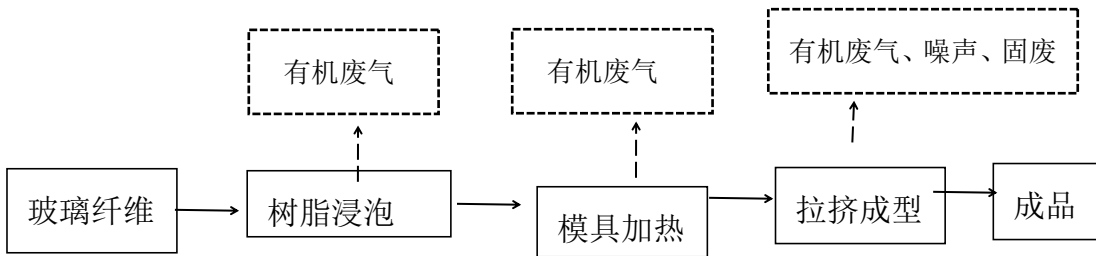 有机废气
有机废气
有机废气、噪声、固废
玻璃纤维
树脂浸泡
模具加热
拉挤成型
成品